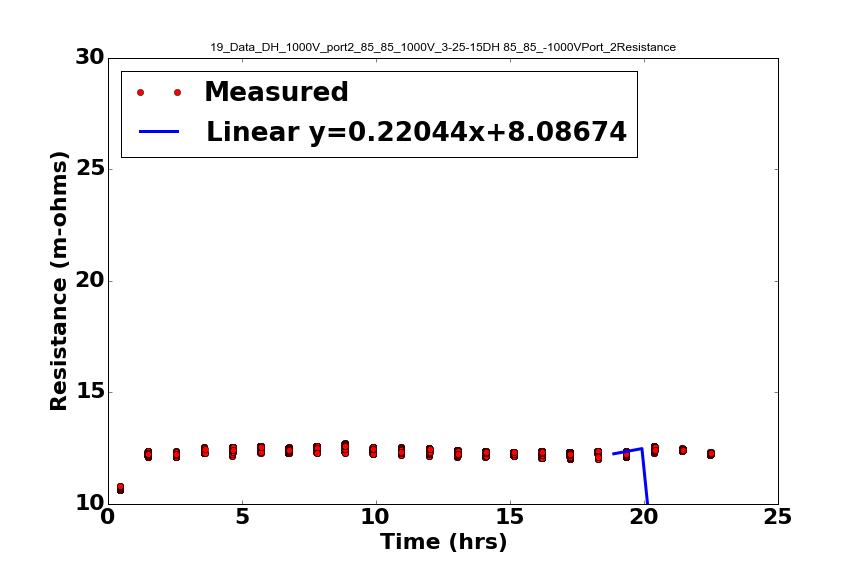 19_Data_DH_1000V_port2_85_85_1000V_3-25-15DH 85_85_-1000VPort_2Resistance
Measured
Linear y=0.22044x+8.08674
30
25
20
15
10
Resistance (m-ohms)
0 5 10 15 20 25
Time (hrs)